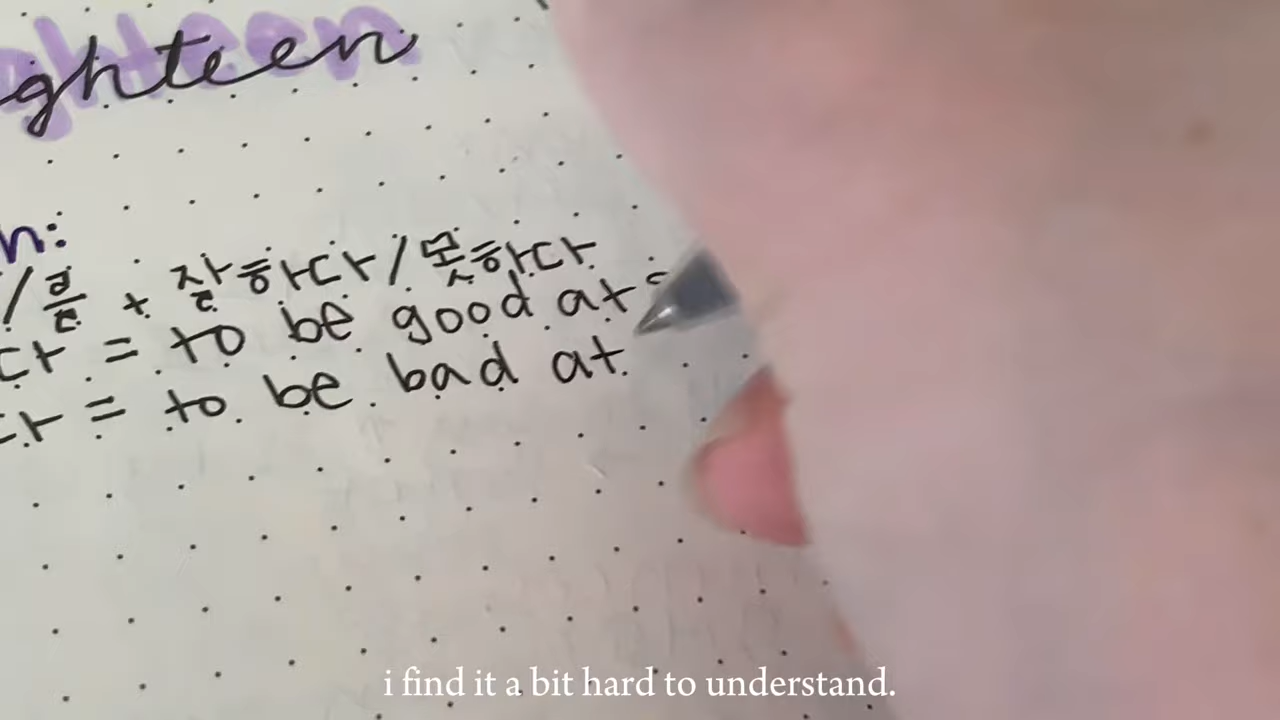 ghteen
n:
/를 + 잘하다/못하다
다 = to be good at s
다 = to be bad at
i find it a bit hard to understand.